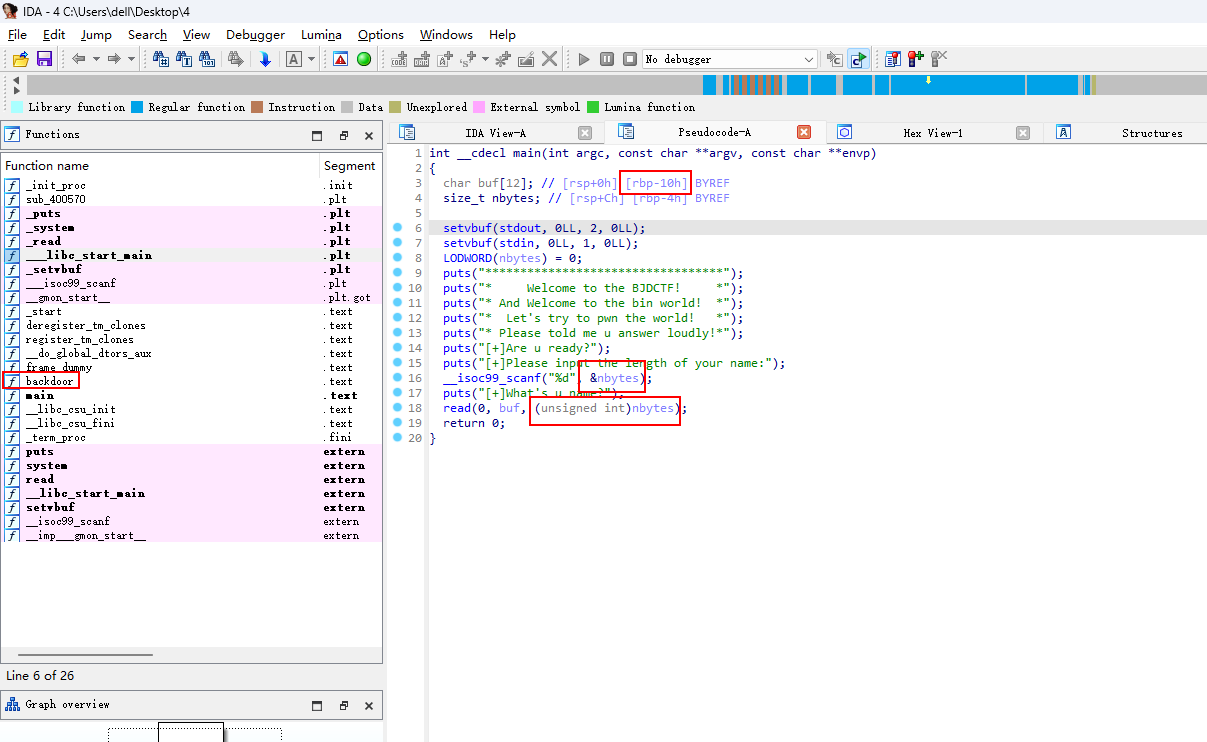 IDA - 4 C:\Users\dell\Desktop\4
File Edit Jump Search View Debugger Lumina Options Windows Help
No debugger
Library function Regular function Instruction Data Unexplored External symbol Lumina function
Functions
IDA View-A Pseudocode-A Hex View-1 Structures
Function name Segment
_init_proc .init
sub_400570 .plt
_puts .plt
_system .plt
_read .plt
___libc_start_main .plt
_setvbuf .plt
___isoc99_scanf .plt
__gmon_start__ .plt.got
_start .text
deregister_tm_clones .text
register_tm_clones .text
__do_global_dtors_aux .text
frame_dummy .text
backdoor .text
main .text
__libc_csu_init .text
__libc_csu_fini .text
_term_proc .fini
puts extern
system extern
read extern
__libc_start_main extern
setvbuf extern
__isoc99_scanf extern
__imp___gmon_start__ extern
Line 6 of 26
Graph overview
1 int __cdecl main(int argc, const char **argv, const char **envp)
2 {
3 char buf[12]; // [rsp+0h] [rbp-10h] BYREF
4 size_t nbytes; // [rsp+Ch] [rbp-4h] BYREF
5
6 setvbuf(stdout, 0LL, 2, 0LL);
7 setvbuf(stdin, 0LL, 1, 0LL);
8 LODWORD(nbytes) = 0;
9 puts("**********************************");
10 puts("*     Welcome to the BJDCTF!     *");
11 puts("* And Welcome to the bin world!  *");
12 puts("*  Let's try to pwn the world!   *");
13 puts("* Please told me u answer loudly!*");
14 puts("[+]Are u ready?");
15 puts("[+]Please input the length of your name:");
16 __isoc99_scanf("%d", &nbytes);
17 puts("[+]What's u name?");
18 read(0, buf, (unsigned int)nbytes);
19 return 0;
20 }